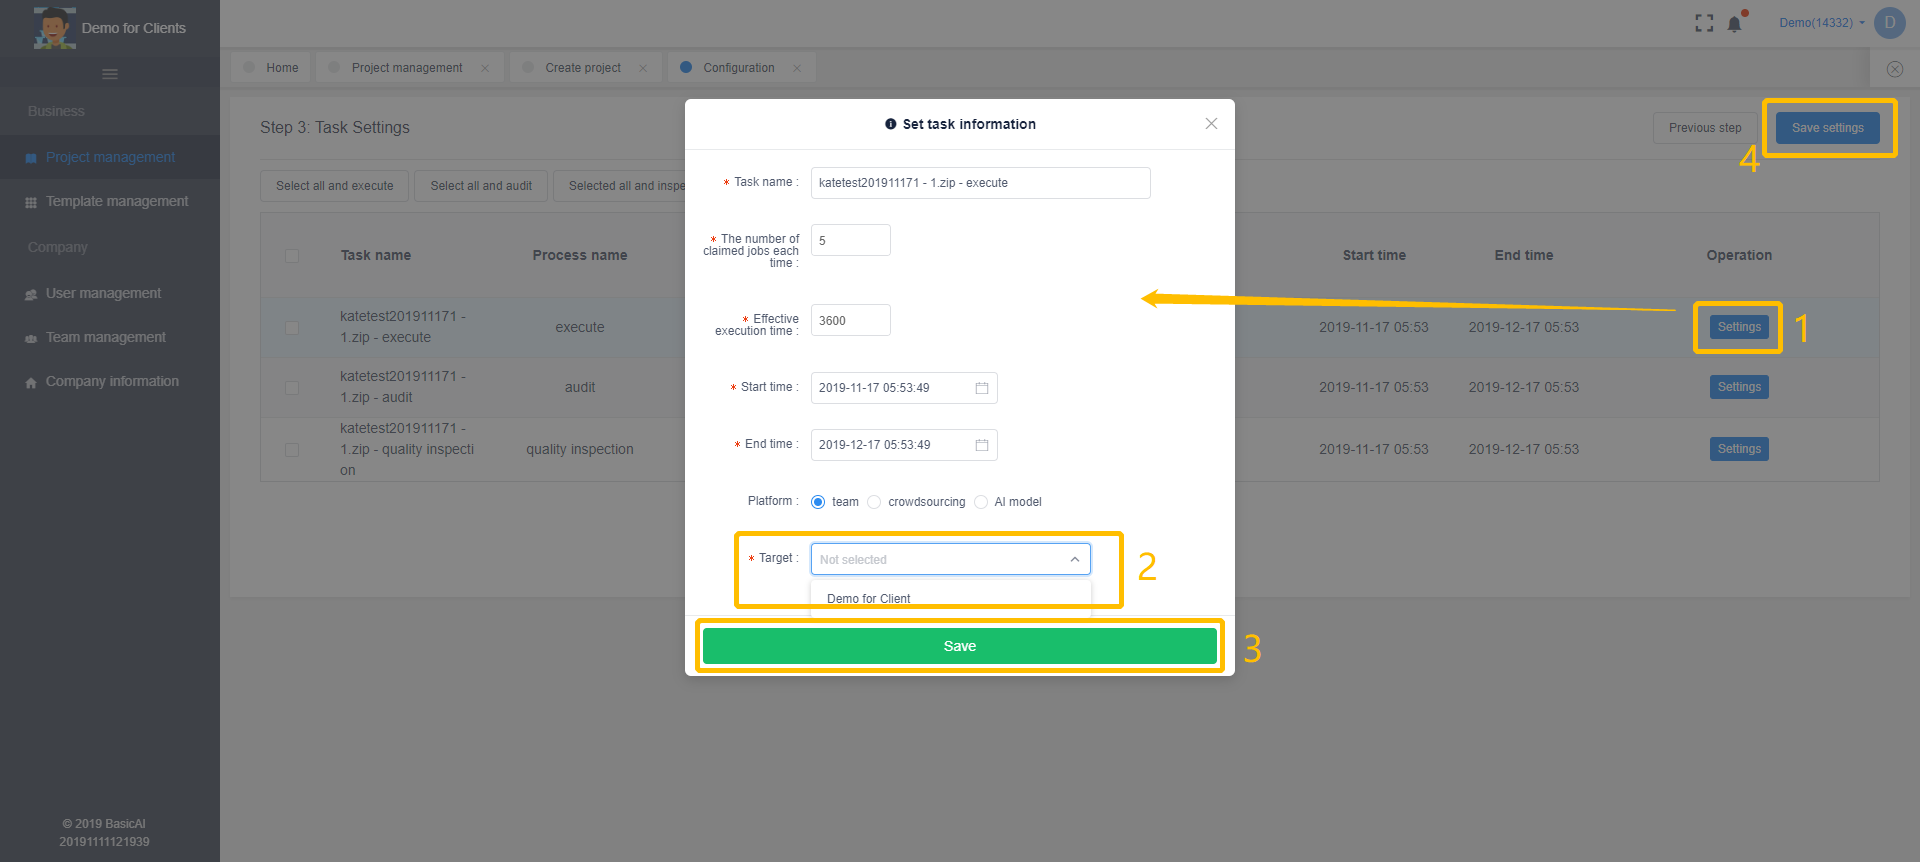 Demo for Clients
Demo(14332)
D
Home
Project management
Create project
Configuration
Business
Project management
Template management
Company
User management
Team management
Company information
© 2019 BasicAI
20191111121939
Step 3: Task Settings
Previous step
Save settings
4
Select all and execute
Select all and audit
Selected all and inspe
Task name
Process name
Start time
End time
Operation
katetest201911171 -
1.zip - execute
execute
2019-11-17 05:53
2019-12-17 05:53
Settings
1
katetest201911171 -
1.zip - audit
audit
2019-11-17 05:53
2019-12-17 05:53
Settings
katetest201911171 -
1.zip - quality inspecti
on
quality inspection
2019-11-17 05:53
2019-12-17 05:53
Settings
Set task information
* Task name :
katetest201911171 - 1.zip - execute
* The number of
claimed jobs each
time :
5
* Effective
execution time :
3600
* Start time :
2019-11-17 05:53:49
* End time :
2019-12-17 05:53:49
Platform :
team
crowdsourcing
AI model
* Target :
Not selected
2
Demo for Client
Save
3